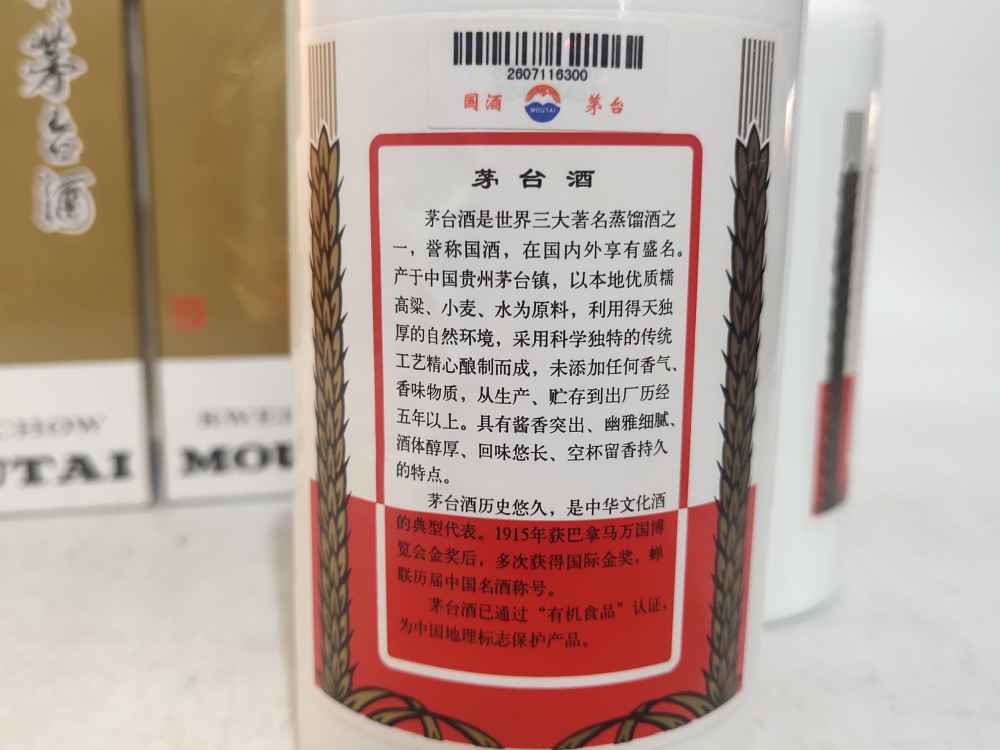 茅台酒
CHOW
UTAI
KWEI
MOU
2607116300
国酒 MOUTAI 茅台
茅台酒
茅台酒是世界三大著名蒸馏酒之
一，誉称国酒，在国内外享有盛名。
产于中国贵州茅台镇，以本地优质糯
高粱、小麦、水为原料，利用得天独
厚的自然环境，采用科学独特的传统
工艺精心酿制而成，未添加任何香气、
香味物质，从生产、贮存到出厂历经
五年以上。具有酱香突出、幽雅细腻、
酒体醇厚、回味悠长、空杯留香持久
的特点。
茅台酒历史悠久，是中华文化酒
的典型代表。1915年获巴拿马万国博
览会金奖后，多次获得国际金奖，蝉
联历届中国名酒称号。
茅台酒已通过“有机食品”认证，
为中国地理标志保护产品。